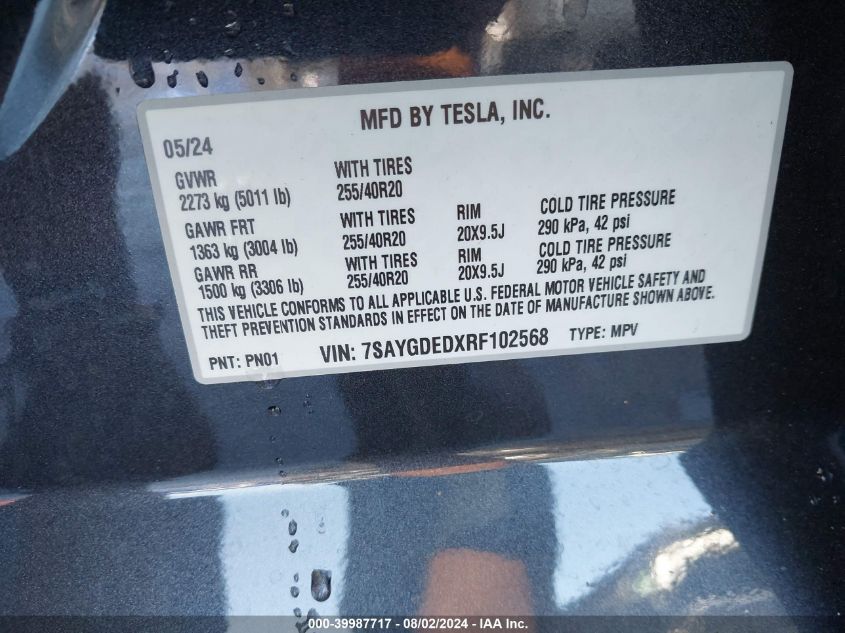 MFD BY TESLA, INC.
05/24
GVWR
2273 kg (5011 lb)
WITH TIRES
255/40R20
GAWR FRT
1363 kg (3004 lb)
WITH TIRES
255/40R20
RIM
20X9.5J
COLD TIRE PRESSURE
290 kPa, 42 psi
GAWR RR
1500 kg (3306 lb)
WITH TIRES
255/40R20
RIM
20X9.5J
COLD TIRE PRESSURE
290 kPa, 42 psi
THIS VEHICLE CONFORMS TO ALL APPLICABLE U.S. FEDERAL MOTOR VEHICLE SAFETY AND
THEFT PREVENTION STANDARDS IN EFFECT ON THE DATE OF MANUFACTURE SHOWN ABOVE.
PNT: PN01 VIN: 7SAYGDEDXRF102568 TYPE: MPV
000-39987717 - 08/02/2024 - IAA Inc.